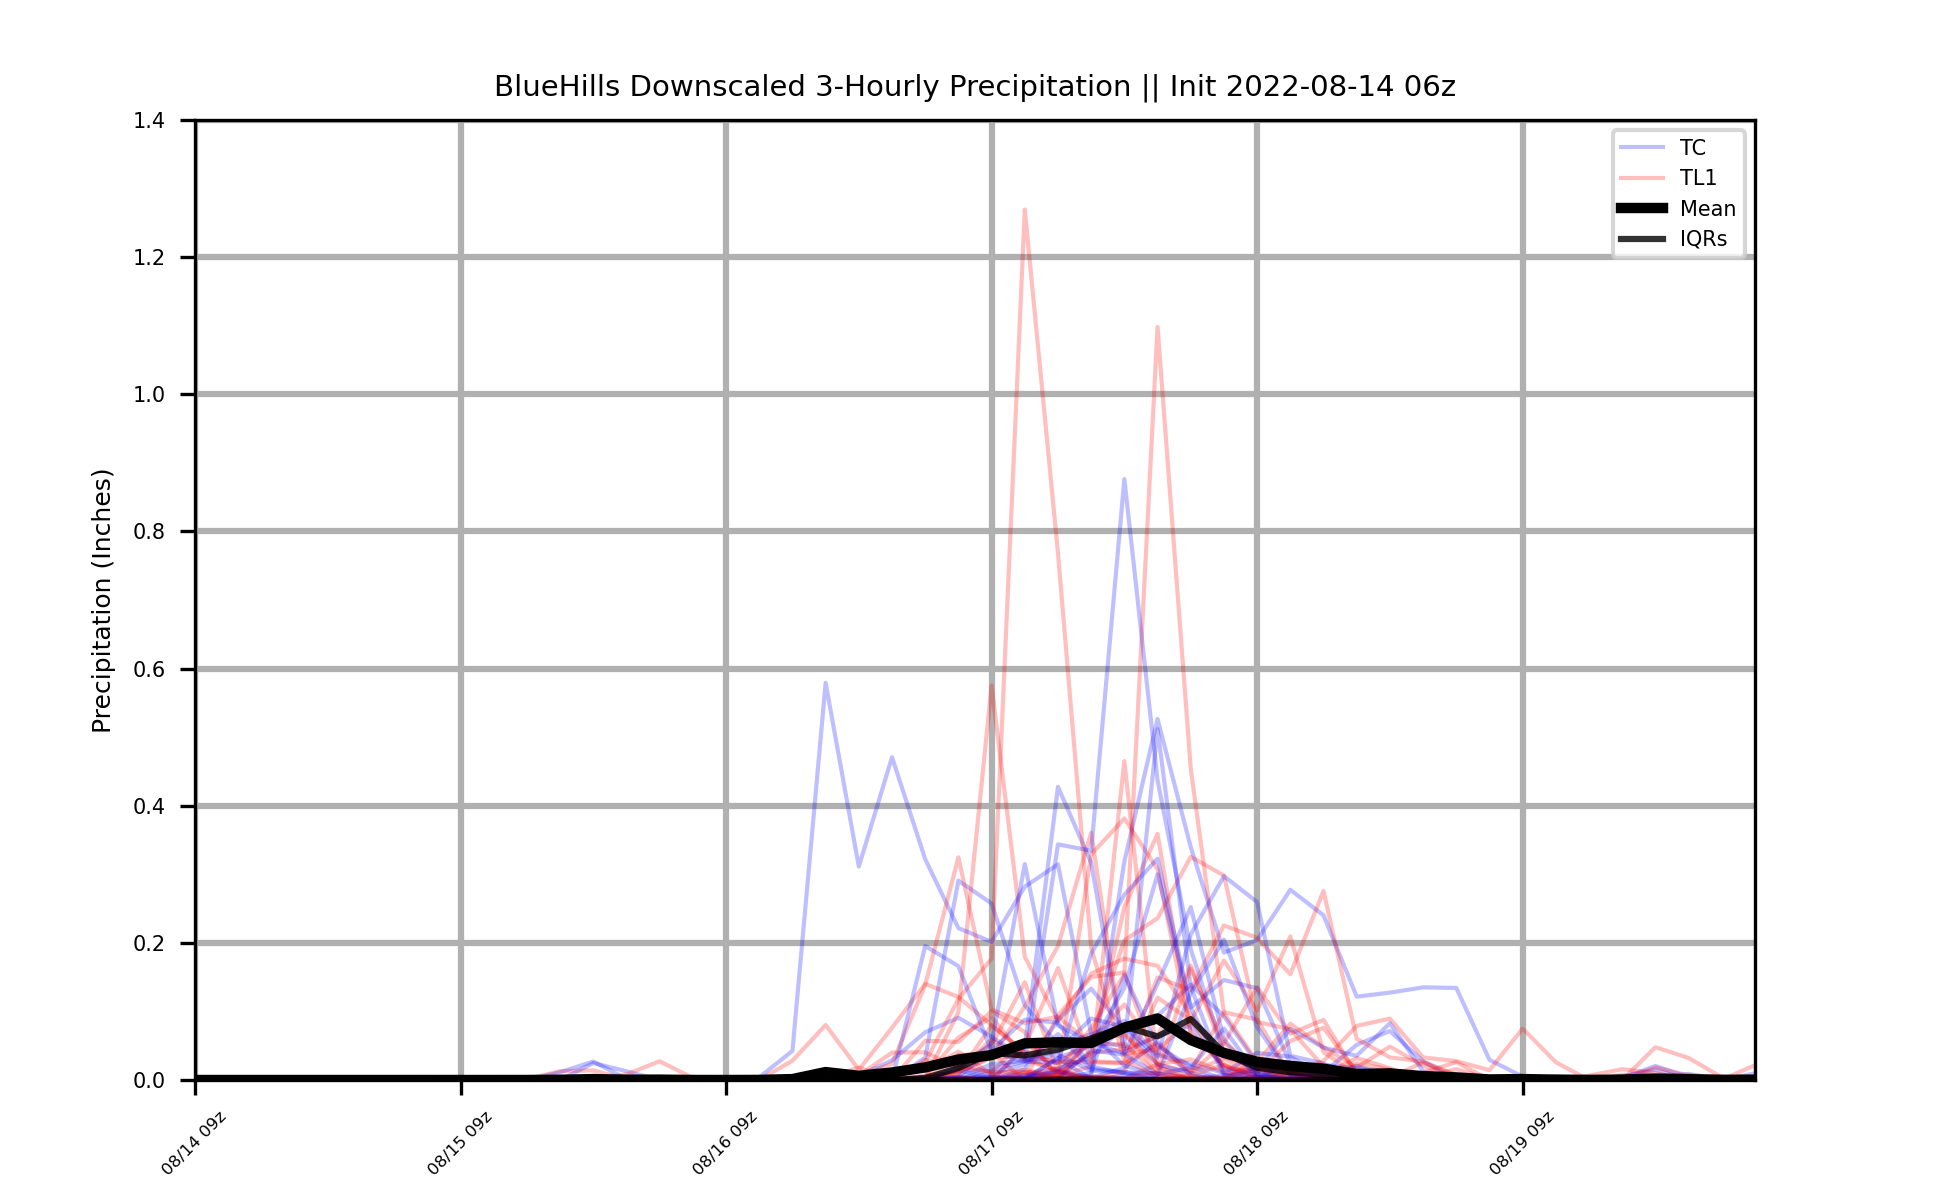 BlueHills Downscaled 3-Hourly Precipitation || Init 2022-08-14 06z
Precipitation (Inches)
1.4
1.2
1.0
0.8
0.6
0.4
0.2
0.0
TC
TL1
Mean
IQRs
08/14 09z
08/15 09z
08/16 09z
08/17 09z
08/18 09z
08/19 09z